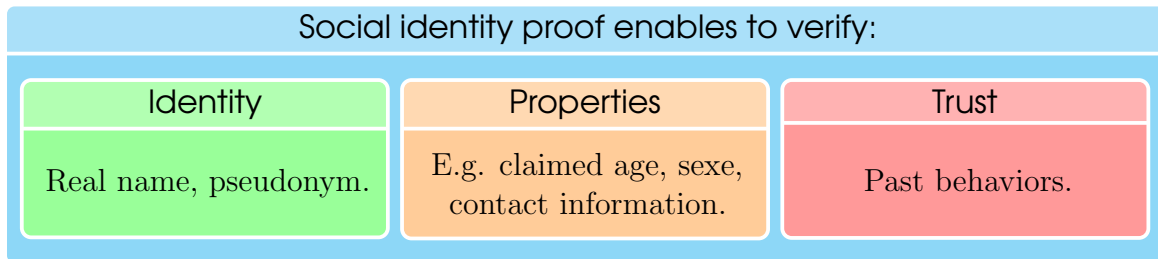 Social identity proof enables to verify:
Identity
Real name, pseudonym.
Properties
E.g. claimed age, sexe,
contact information.
Trust
Past behaviors.